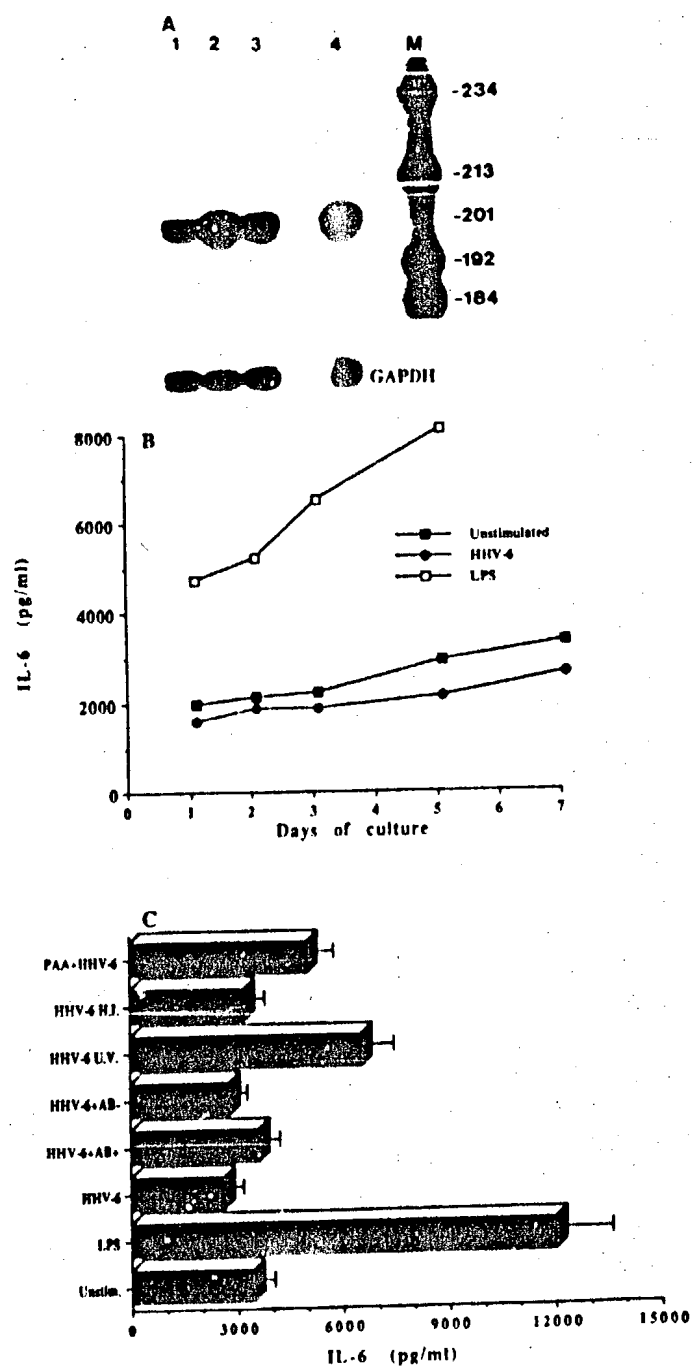 A
1 2 3 4 M
-234
-213
-201
-192
-184
GAPDH
B
8000
6000
4000
2000
0
IL-6 (pg/ml)
Unstimulated
HHV-6
LPS
0 1 2 3 4 5 6 7
Days of culture
C
PAA+HHV-6
HHV-6 H.I.
HHV-6 U.V.
HHV-6+AB-
HHV-6+AB+
HHV-6
LPS
Unstim.
0 3000 6000 9000 12000 15000
IL-6 (pg/ml)